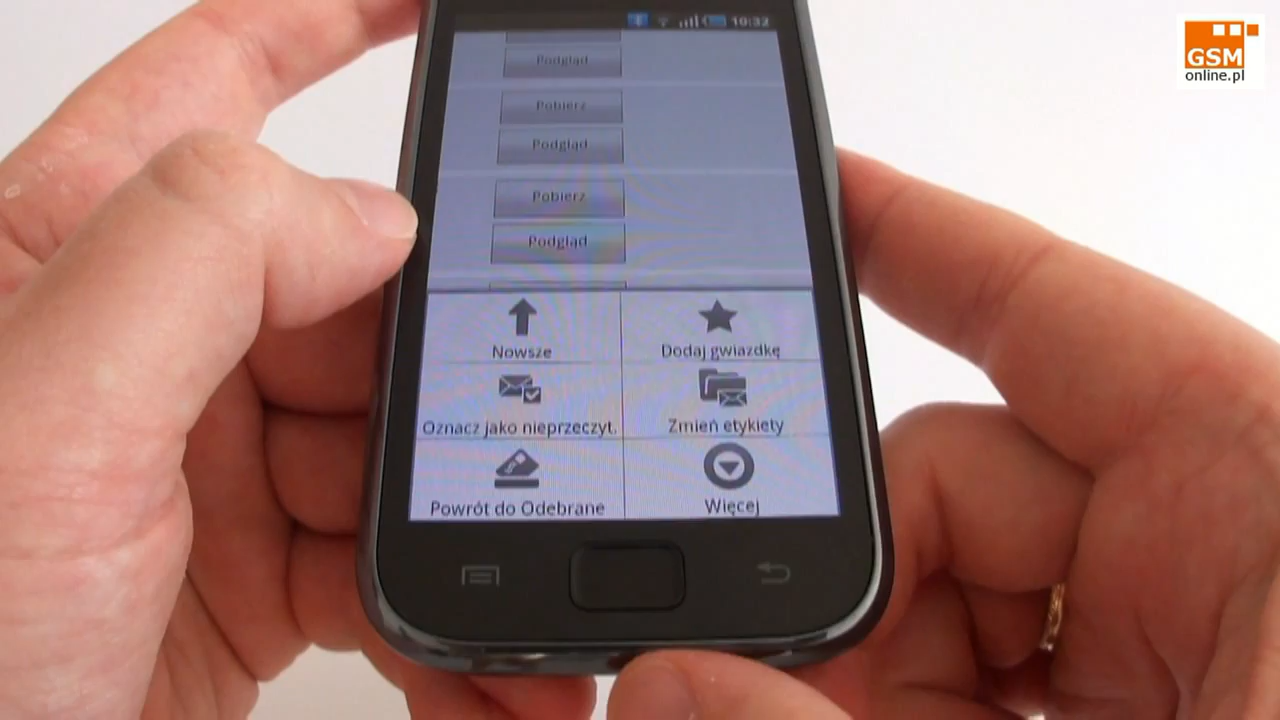 10:32
GSM
online.pl
Podgląd
Pobierz
Podgląd
Pobierz
Podgląd
Nowsze
Dodaj gwiazdkę
Oznacz jako nieprzeczyt.
Zmień etykiety
Powrót do Odebrane
Więcej